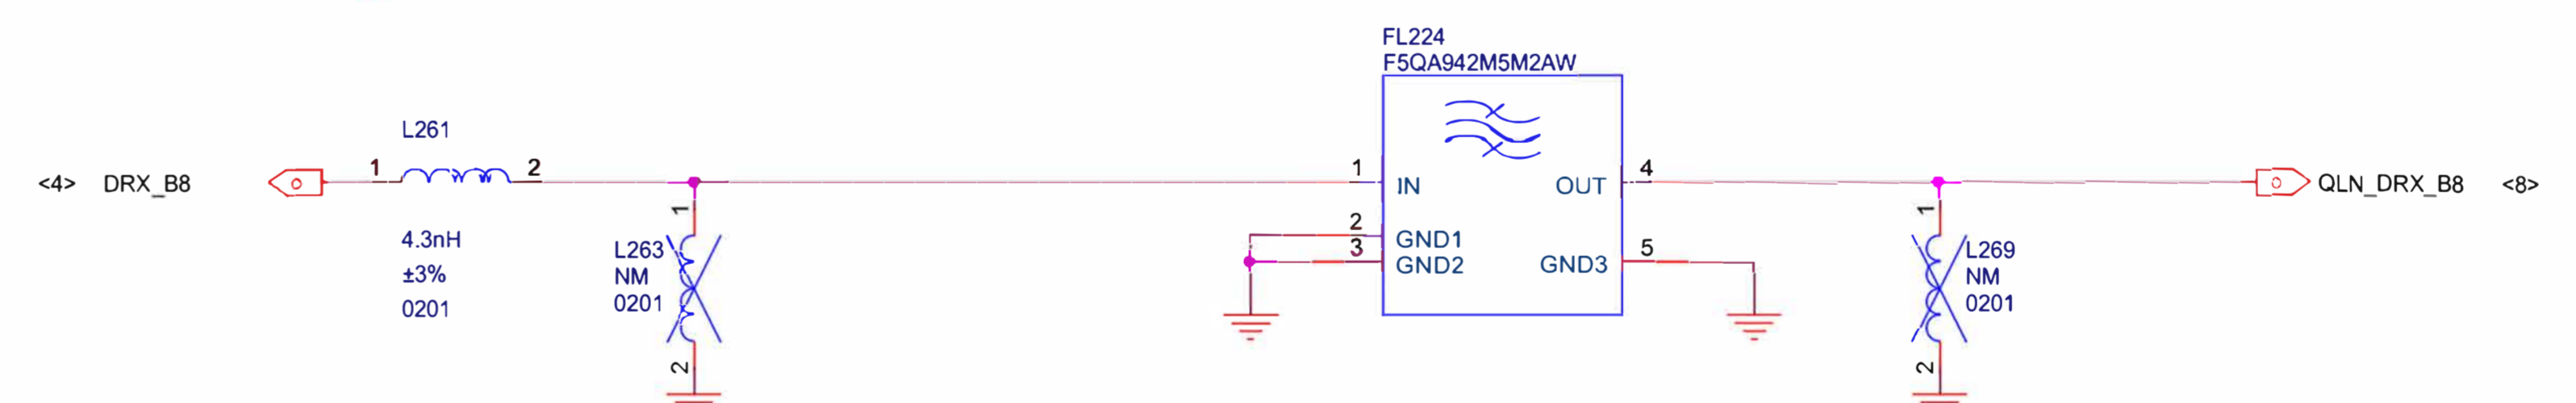 FL224
F5QA942M5M2AW
L261
<4> DRX_B8
1
2
4.3nH
±3%
0201
1
L263
NM
0201
2
1
IN
2
GND1
3
GND2
OUT
4
GND3
5
1
L269
NM
0201
2
QLN_DRX_B8 <8>